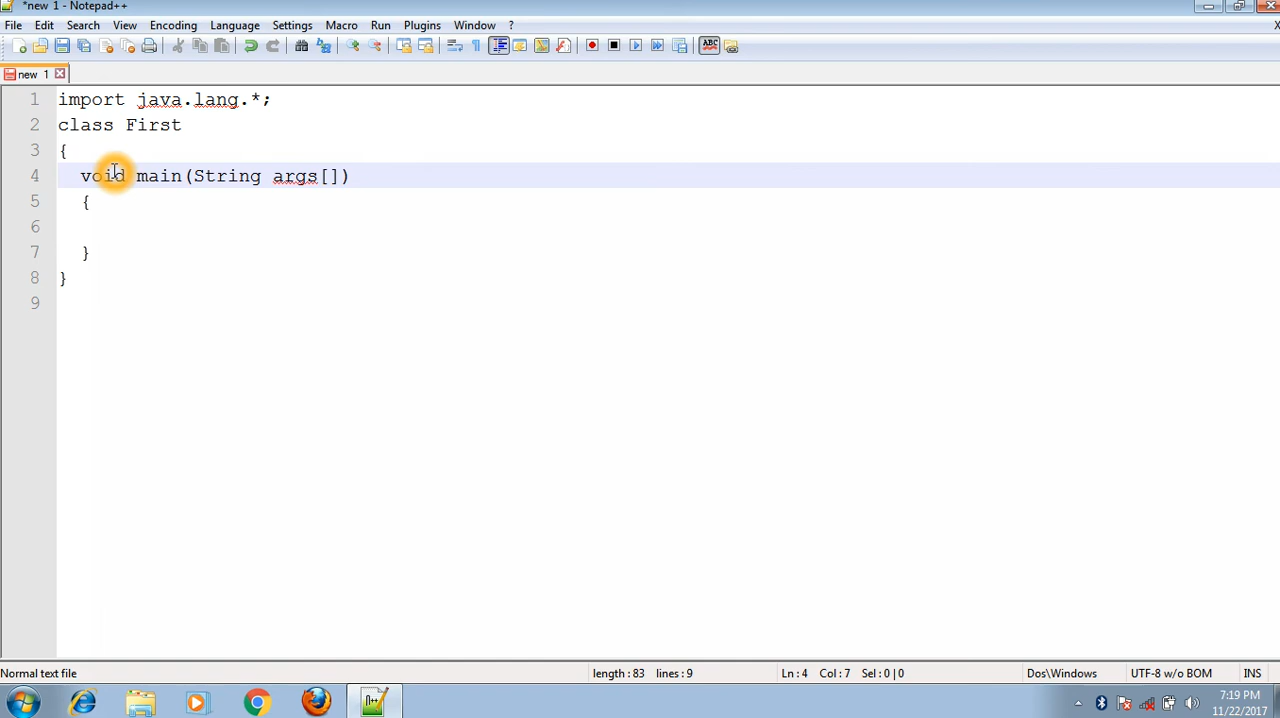 *new 1 - Notepad++
File Edit Search View Encoding Language Settings Macro Run Plugins Window ?
ABC
new 1
1 import java.lang.*;
2 class First
3 {
4 void main(String args[])
5 {
6
7 }
8 }
9
Normal text file length : 83 lines : 9 Ln : 4 Col : 7 Sel : 0 | 0 Dos\Windows UTF-8 w/o BOM INS
7:19 PM
11/22/2017